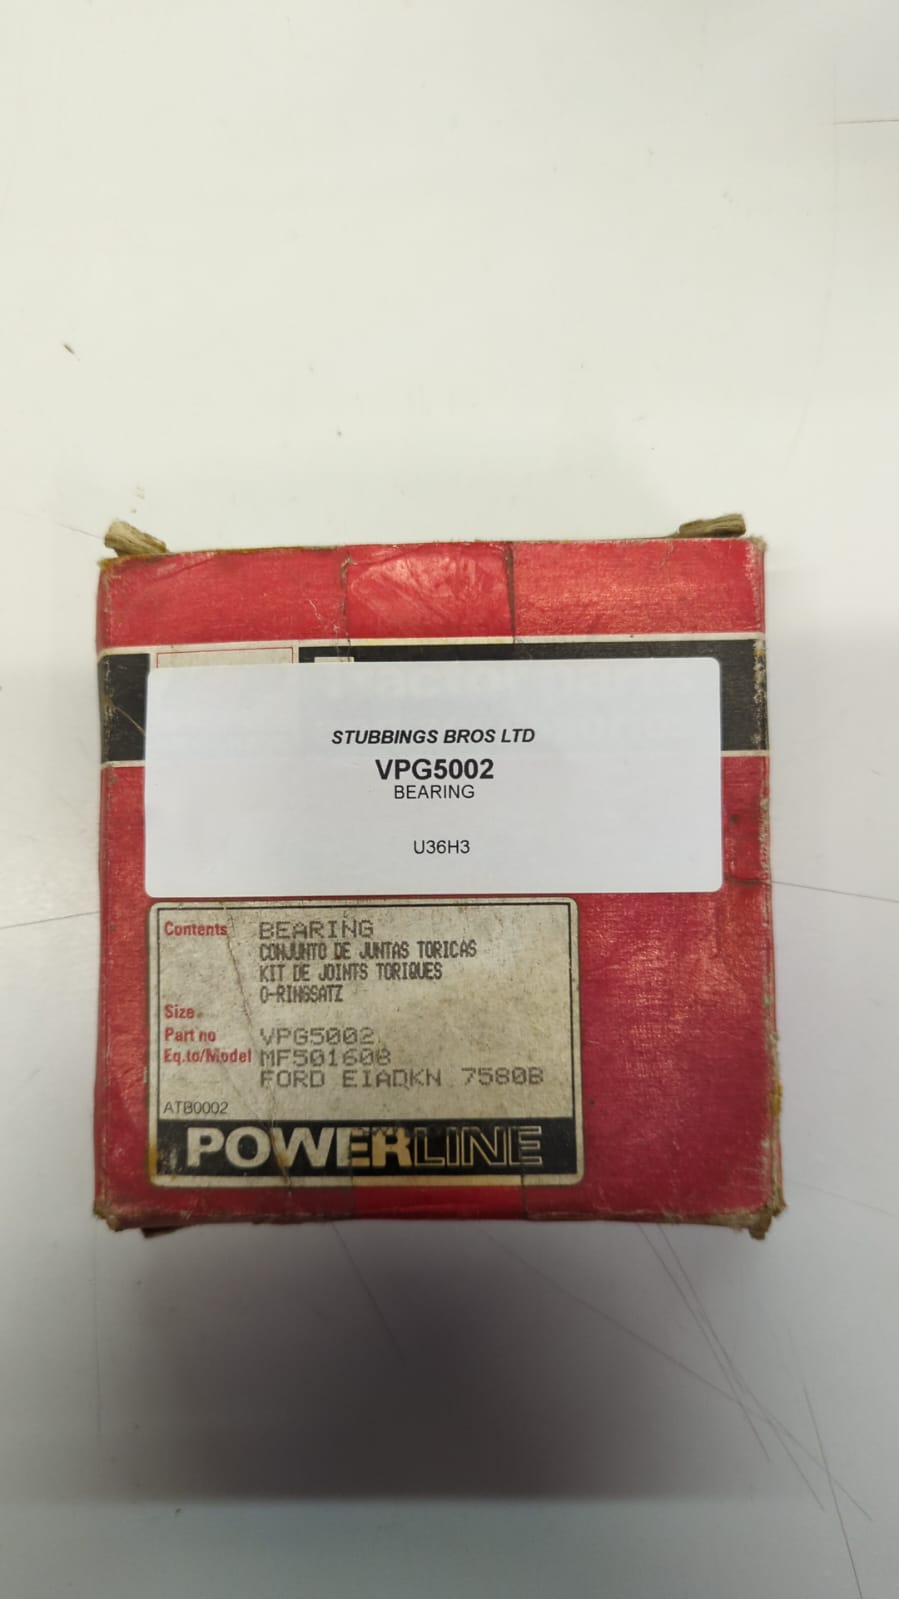 STUBBINGS BROS LTD
VPG5002
BEARING
U36H3
Contents BEARING
CONJUNTO DE JUNTAS TORICAS
KIT DE JOINTS TORIQUES
O-RINGSATZ
Size
Part no VPG5002
Eq.to/Model MF501608
FORD EIADKN 7580B
ATB0002
POWERLINE